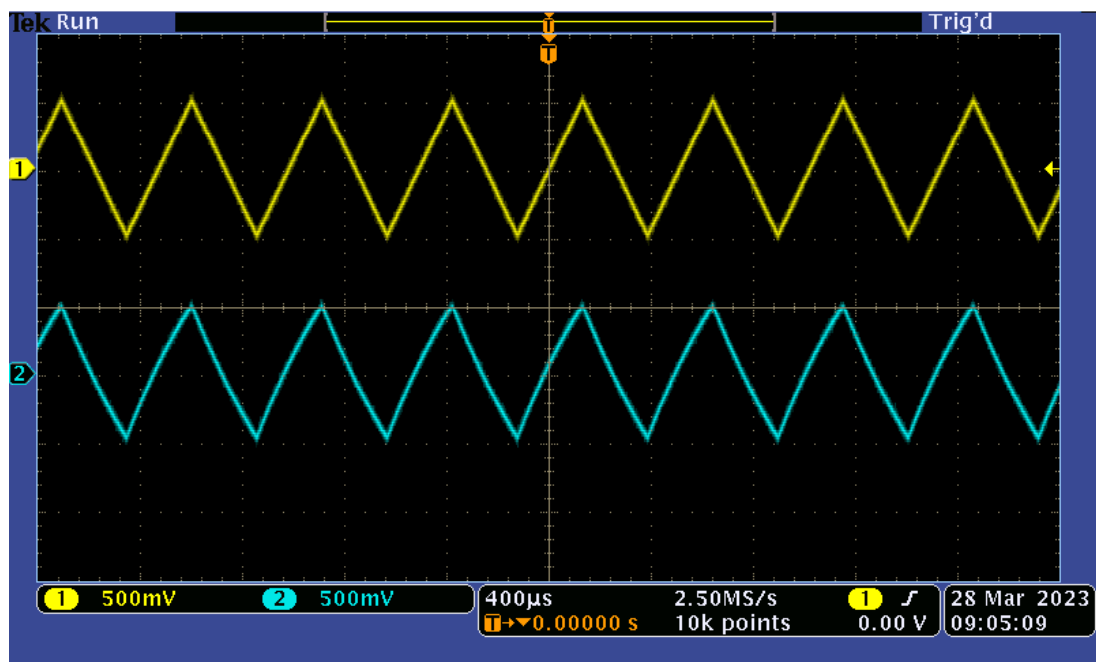 Tek Run Trig'd
T
T
1
2
1 500mV 2 500mV 400µs 2.50MS/s 1 28 Mar 2023
T→▼0.00000 s 10k points 0.00 V 09:05:09